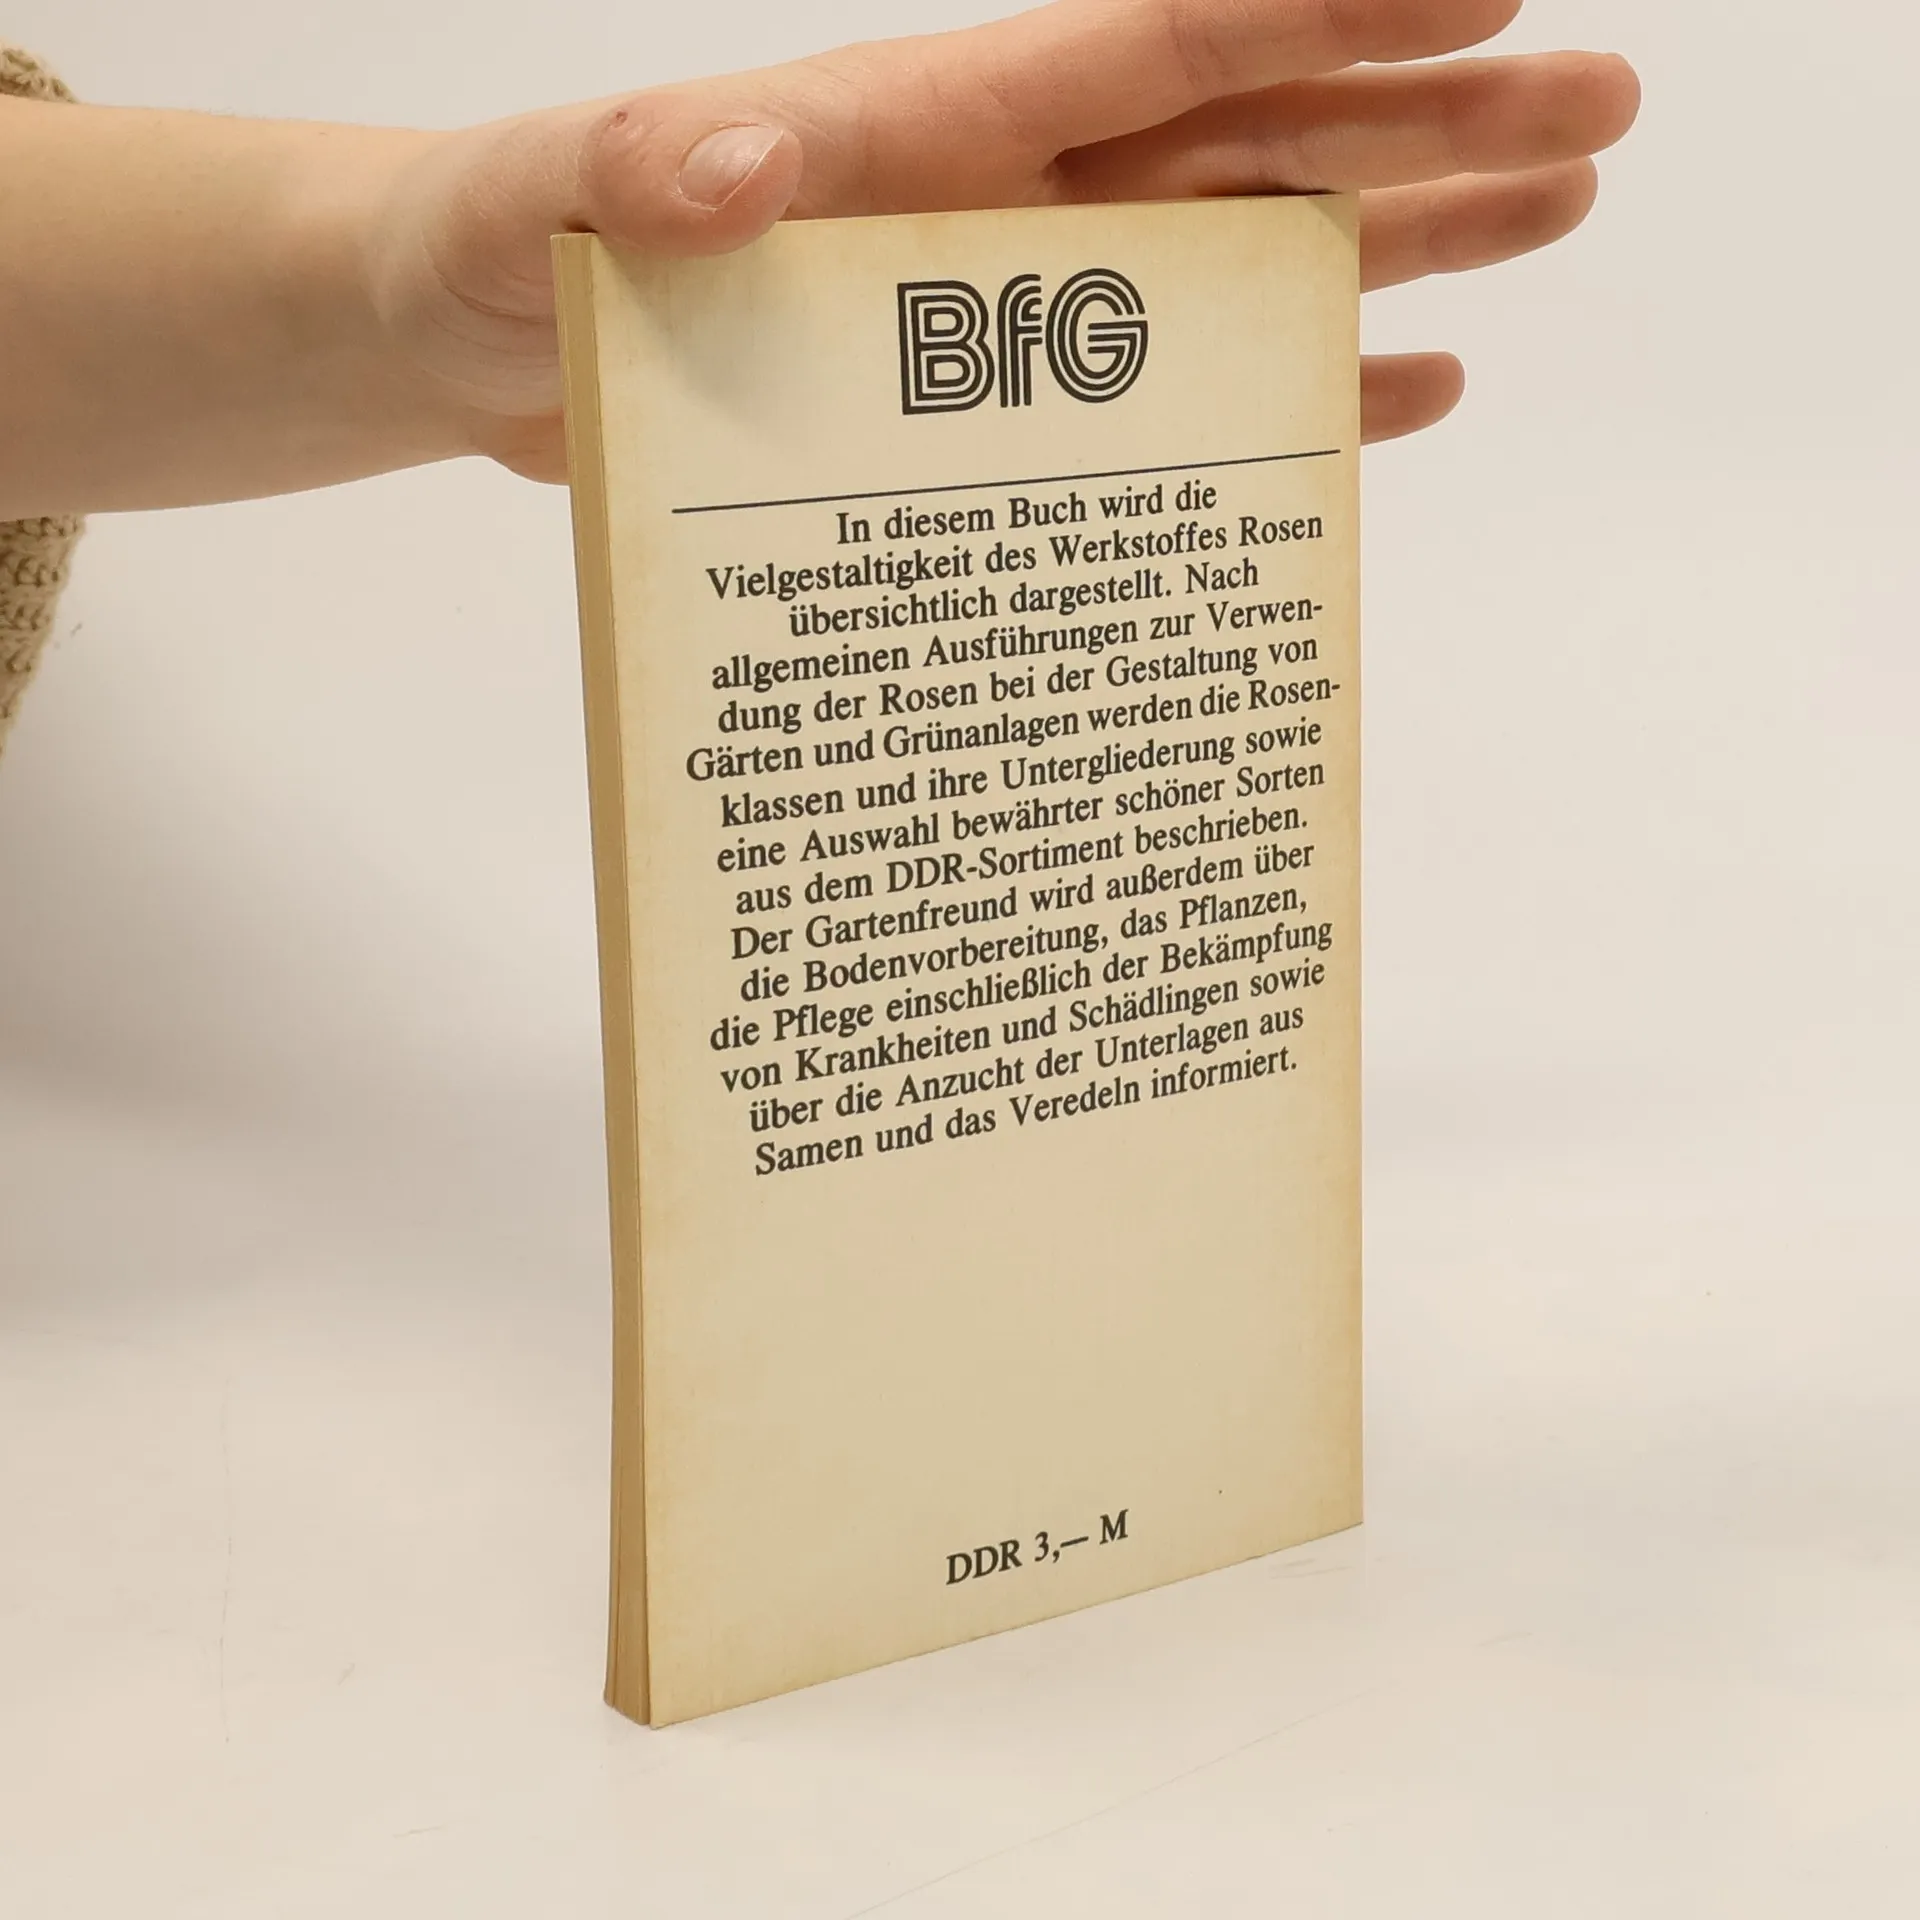 BfG
In diesem Buch wird die
Vielgestaltigkeit des Werkstoffes Rosen
übersichtlich dargestellt. Nach
allgemeinen Ausführungen zur Verwen-
dung der Rosen bei der Gestaltung von
Gärten und Grünanlagen werden die Rosen-
klassen und ihre Untergliederung sowie
eine Auswahl bewährter schöner Sorten
aus dem DDR-Sortiment beschrieben.
Der Gartenfreund wird außerdem über
die Bodenvorbereitung, das Pflanzen,
die Pflege einschließlich der Bekämpfung
von Krankheiten und Schädlingen sowie
über die Anzucht der Unterlagen aus
Samen und das Veredeln informiert.
DDR 3,— M